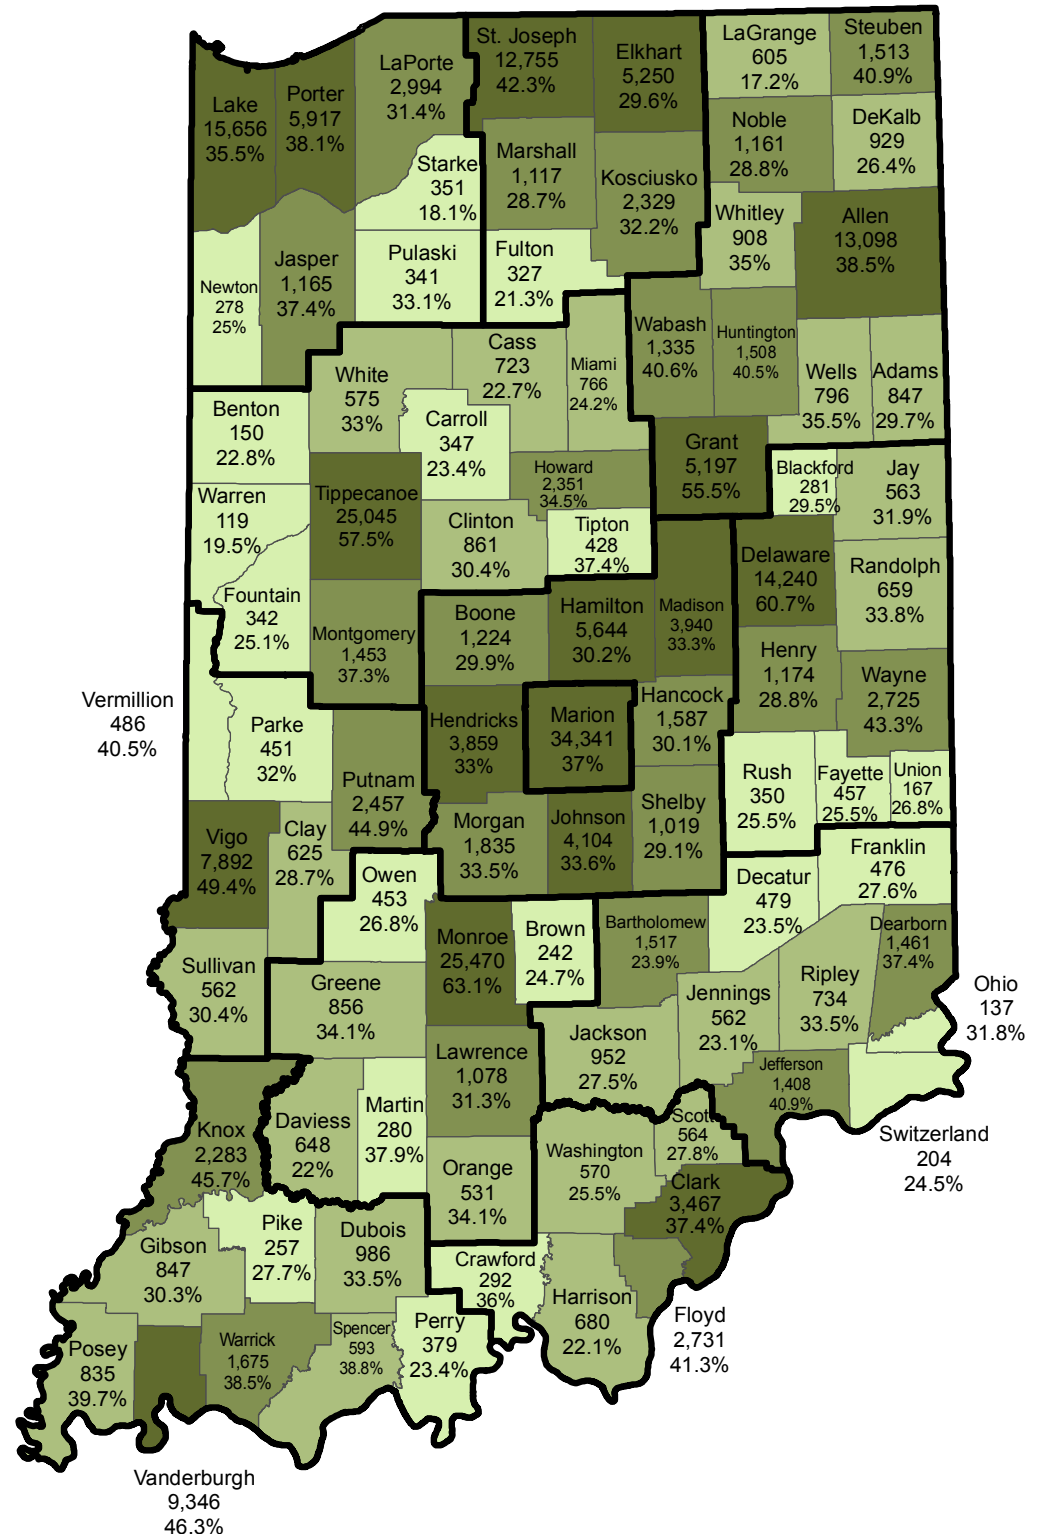 St. Joseph
12,755
42.3%
Elkhart
5,250
29.6%
LaGrange
605
17.2%
Steuben
1,513
40.9%
LaPorte
2,994
31.4%
Lake
15,656
35.5%
Porter
5,917
38.1%
Noble
1,161
28.8%
DeKalb
929
26.4%
Starke
351
18.1%
Marshall
1,117
28.7%
Kosciusko
2,329
32.2%
Whitley
908
35%
Allen
13,098
38.5%
Newton
278
25%
Jasper
1,165
37.4%
Pulaski
341
33.1%
Fulton
327
21.3%
Wabash
1,335
40.6%
Huntington
1,508
40.5%
Wells
796
35.5%
Adams
847
29.7%
White
575
33%
Cass
723
22.7%
Miami
766
24.2%
Benton
150
22.8%
Carroll
347
23.4%
Grant
5,197
55.5%
Blackford
281
29.5%
Jay
563
31.9%
Howard
2,351
34.5%
Warren
119
19.5%
Tippecanoe
25,045
57.5%
Clinton
861
30.4%
Tipton
428
37.4%
Delaware
14,240
60.7%
Randolph
659
33.8%
Fountain
342
25.1%
Montgomery
1,453
37.3%
Boone
1,224
29.9%
Hamilton
5,644
30.2%
Madison
3,940
33.3%
Henry
1,174
28.8%
Wayne
2,725
43.3%
Vermillion
486
40.5%
Parke
451
32%
Putnam
2,457
44.9%
Hendricks
3,859
33%
Marion
34,341
37%
Hancock
1,587
30.1%
Rush
350
25.5%
Fayette
457
25.5%
Union
167
26.8%
Vigo
7,892
49.4%
Clay
625
28.7%
Morgan
1,835
33.5%
Johnson
4,104
33.6%
Shelby
1,019
29.1%
Owen
453
26.8%
Decatur
479
23.5%
Franklin
476
27.6%
Sullivan
562
30.4%
Greene
856
34.1%
Monroe
25,470
63.1%
Brown
242
24.7%
Bartholomew
1,517
23.9%
Jennings
562
23.1%
Ripley
734
33.5%
Dearborn
1,461
37.4%
Ohio
137
31.8%
Jackson
952
27.5%
Lawrence
1,078
31.3%
Jefferson
1,408
40.9%
Switzerland
204
24.5%
Knox
2,283
45.7%
Daviess
648
22%
Martin
280
37.9%
Orange
531
34.1%
Washington
570
25.5%
Scott
564
27.8%
Clark
3,467
37.4%
Gibson
847
30.3%
Pike
257
27.7%
Dubois
986
33.5%
Crawford
292
36%
Harrison
680
22.1%
Floyd
2,731
41.3%
Posey
835
39.7%
Warrick
1,675
38.5%
Spencer
593
38.8%
Perry
379
23.4%
Vanderburgh
9,346
46.3%